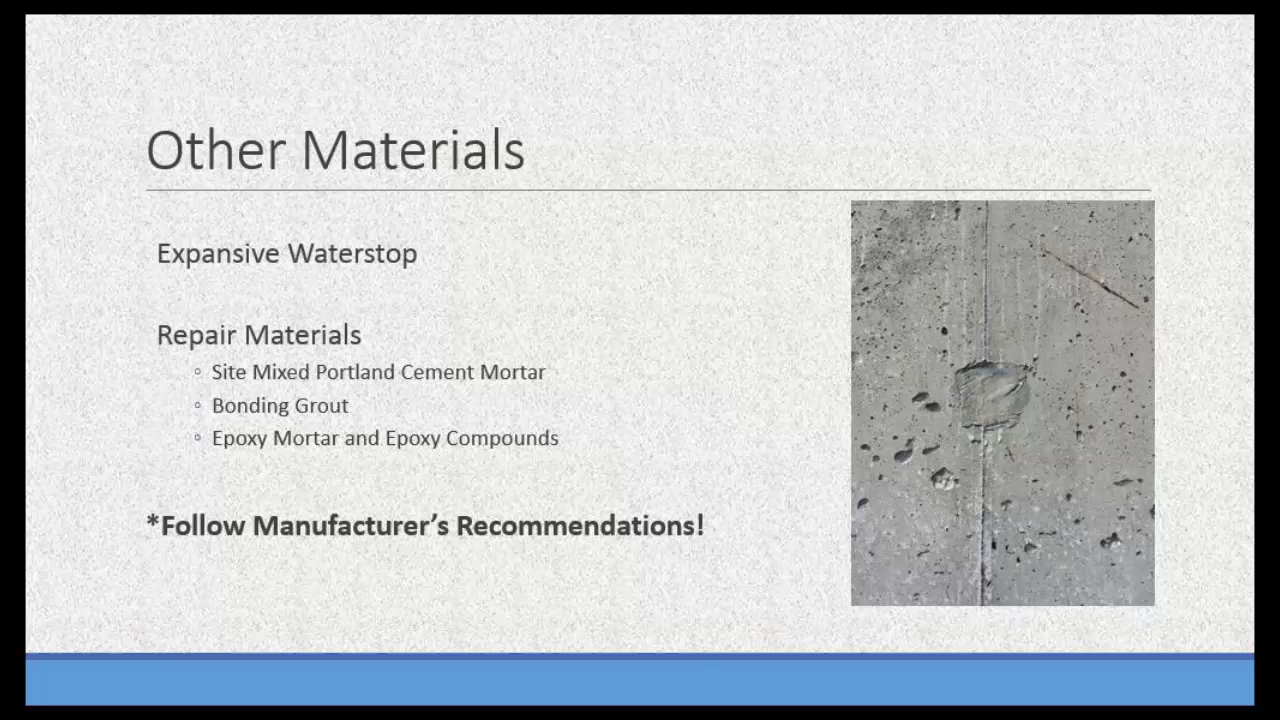 Other Materials
Expansive Waterstop
Repair Materials
◦ Site Mixed Portland Cement Mortar
◦ Bonding Grout
◦ Epoxy Mortar and Epoxy Compounds
*Follow Manufacturer’s Recommendations!